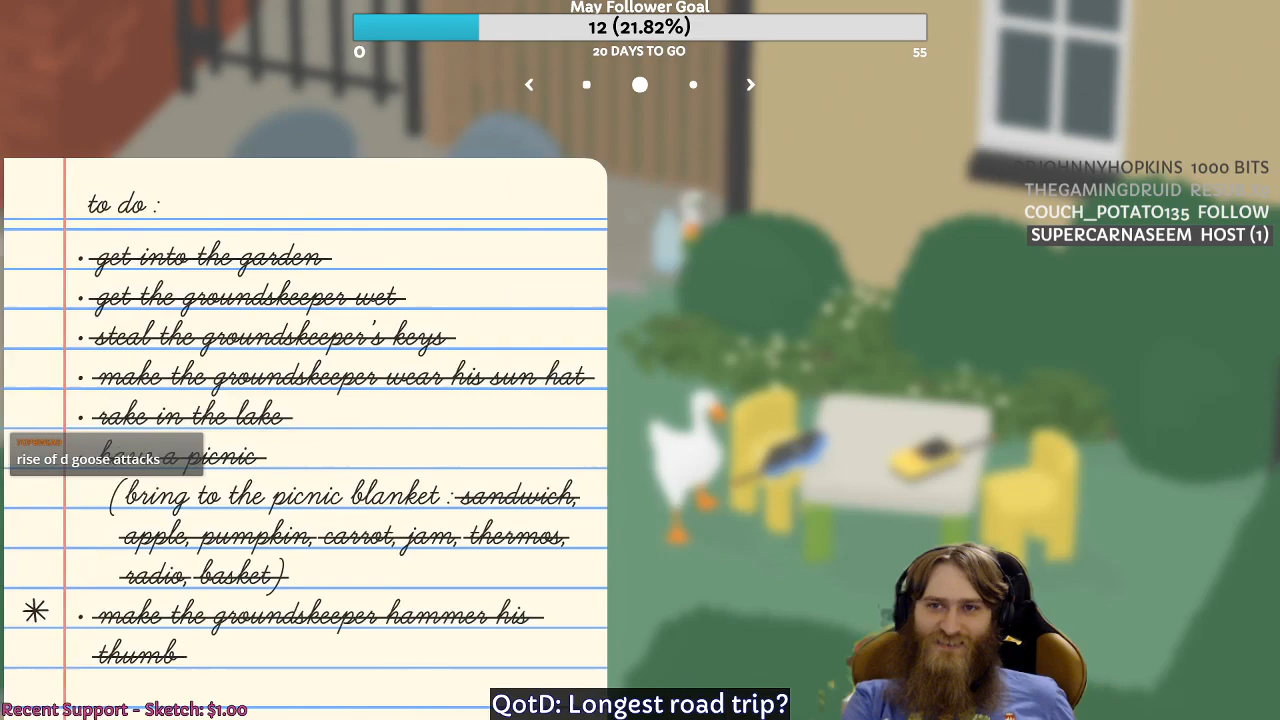 May Follower Goal
12 (21.82%)
0
20 DAYS TO GO
55
JOHNNYHOPKINS 1000 BITS
THEGAMINGDRUID
COUCH_POTATO135 FOLLOW
SUPERCARNASEEM HOST (1)
to do :
• get into the garden
• get the groundskeeper wet
• steal the groundskeeper's keys
• make the groundskeeper wear his sun hat
• rake in the lake
rise of d goose attacks
have a picnic
(bring to the picnic blanket : sandwich,
apple, pumpkin, carrot, jam, thermos,
radio, basket)
• make the groundskeeper hammer his
thumb
Recent Support - Sketch: $1.00
QotD: Longest road trip?